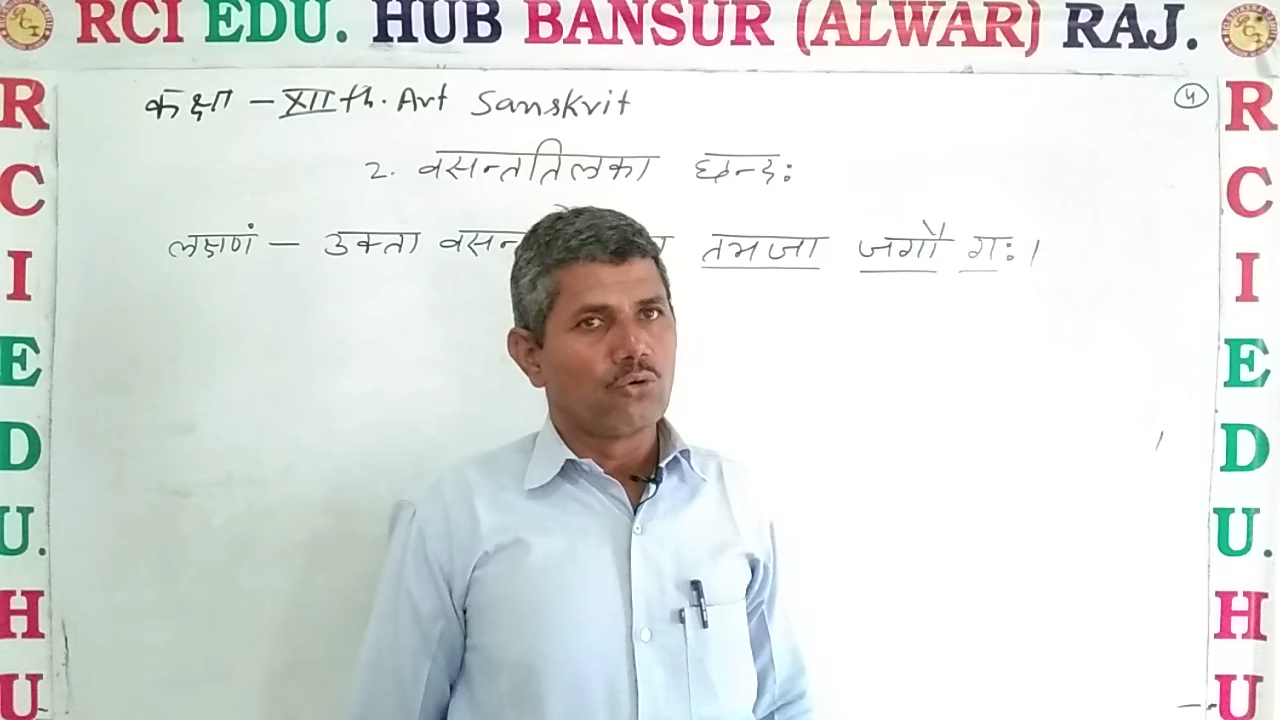 RCI EDU. HUB BANSUR (ALWAR) RAJ.
कक्षा - XIIth. Art Sanskrit
4
2. वसन्ततिलका छन्दः
लक्षणं - उक्ता वसन्त तभजा जगौ गः।
R C I E D U. H U
R C I E D U. H U